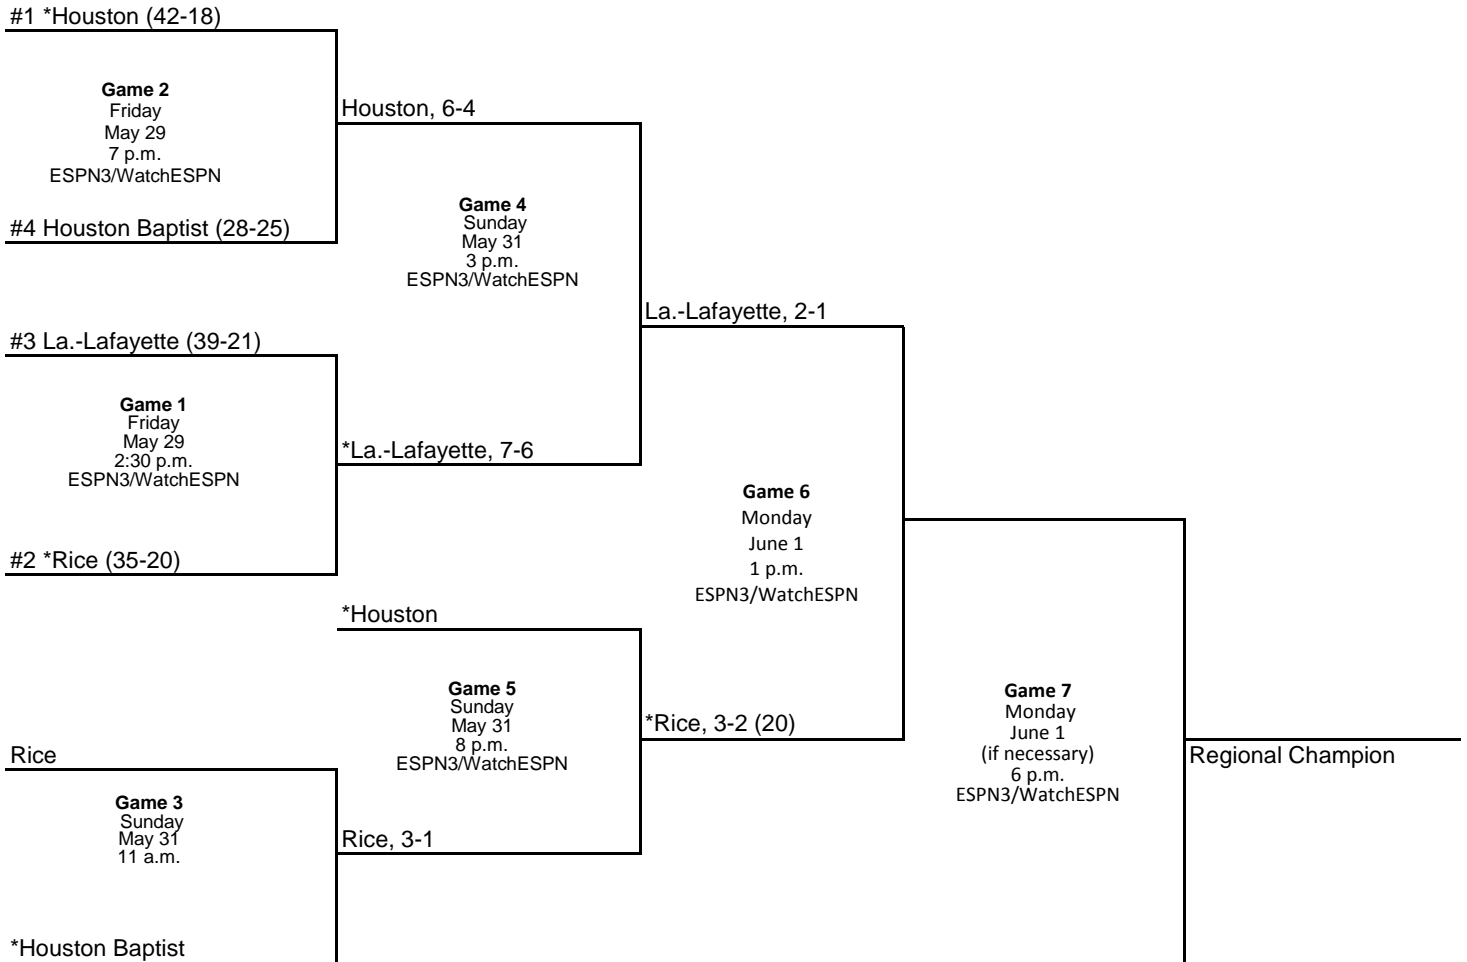 #1 *Houston (42-18)
Game 2
Friday
May 29
7 p.m.
ESPN3/WatchESPN
#4 Houston Baptist (28-25)
Houston, 6-4
Game 4
Sunday
May 31
3 p.m.
ESPN3/WatchESPN
#3 La.-Lafayette (39-21)
Game 1
Friday
May 29
2:30 p.m.
ESPN3/WatchESPN
#2 *Rice (35-20)
*La.-Lafayette, 7-6
La.-Lafayette, 2-1
Game 6
Monday
June 1
1 p.m.
ESPN3/WatchESPN
*Houston
Game 5
Sunday
May 31
8 p.m.
ESPN3/WatchESPN
*Rice, 3-2 (20)
Rice
Game 3
Sunday
May 31
11 a.m.
*Houston Baptist
Rice, 3-1
Game 7
Monday
June 1
(if necessary)
6 p.m.
ESPN3/WatchESPN
Regional Champion